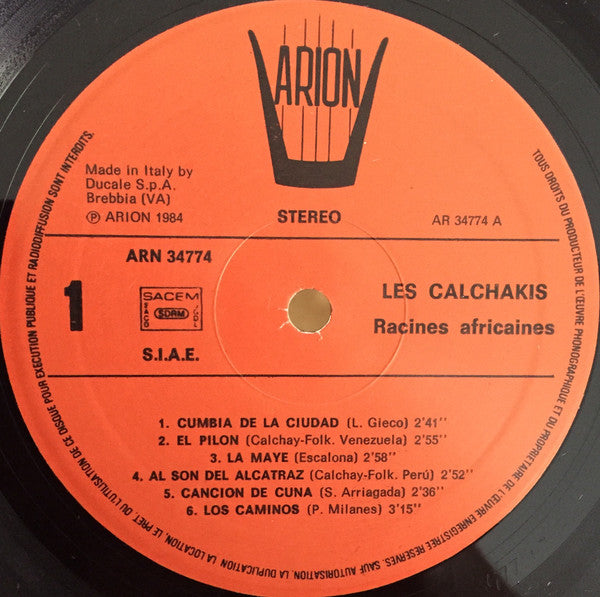 ARION
Made in Italy by
Ducale S.p.A.
Brebbia (VA)
Ⓟ ARION 1984
STEREO
AR 34774 A
ARN 34774
1
SACEM
SACD
SDRM
SGDL
S.I.A.E.
LES CALCHAKIS
Racines africaines
1. CUMBIA DE LA CIUDAD (L. Gieco) 2'41''
2. EL PILON (Calchay-Folk. Venezuela) 2'55''
3. LA MAYE (Escalona) 2'58''
4. AL SON DEL ALCATRAZ (Calchay-Folk. Perú) 2'52''
5. CANCION DE CUNA (S. Arriagada) 2'36''
6. LOS CAMINOS (P. Milanes) 3'15''
TOUS DROITS DU PRODUCTEUR DE L'ŒUVRE PHONOGRAPHIQUE ET DU PROPRIETAIRE DE L'ŒUVRE ENREGISTREE RESERVES. SAUF AUTORISATION, LA DUPLICATION, LA LOCATION, LE PRET, OU L'UTILISATION DE CE DISQUE POUR EXECUTION PUBLIQUE ET RADIODIFFUSION SONT INTERDITS.